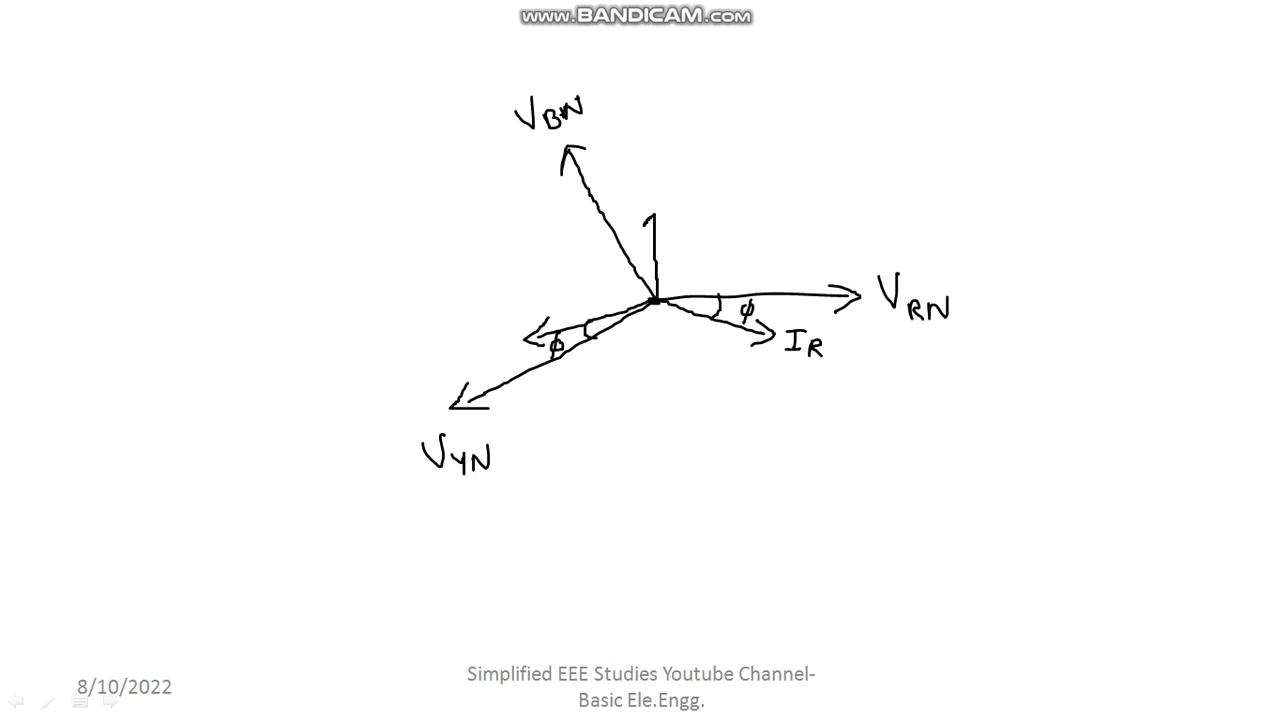 www.BANDICAM.com
VBN
VRN
ϕ
IR
ϕ
VYN
8/10/2022
Simplified EEE Studies Youtube Channel-
Basic Ele.Engg.